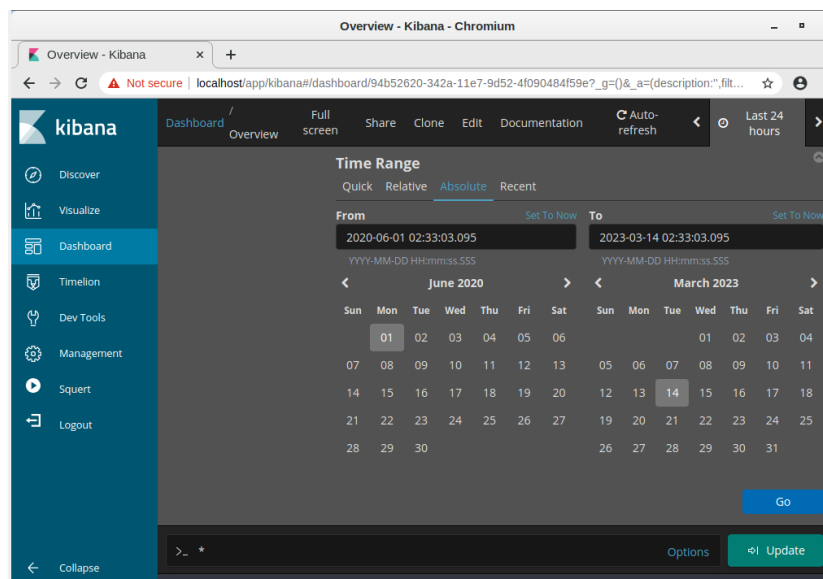 Overview - Kibana - Chromium
Overview - Kibana × +
Not secure | localhost/app/kibana#/dashboard/94b52620-342a-11e7-9d52-4f090484f59e?_g=()&_a=(description:'',filt...
kibana
Discover
Visualize
Dashboard
Timelion
Dev Tools
Management
Squert
Logout
Collapse
Dashboard / Overview
Full screen
Share Clone Edit Documentation
Auto-refresh
Last 24 hours
Time Range
Quick Relative Absolute Recent
From Set To Now
2020-06-01 02:33:03.095
YYYY-MM-DD HH:mm:ss.SSS
June 2020
Sun Mon Tue Wed Thu Fri Sat
01 02 03 04 05 06
07 08 09 10 11 12 13
14 15 16 17 18 19 20
21 22 23 24 25 26 27
28 29 30
To Set To Now
2023-03-14 02:33:03.095
YYYY-MM-DD HH:mm:ss.SSS
March 2023
Sun Mon Tue Wed Thu Fri Sat
01 02 03 04
05 06 07 08 09 10 11
12 13 14 15 16 17 18
19 20 21 22 23 24 25
26 27 28 29 30 31
Go
>_ *
Options
Update